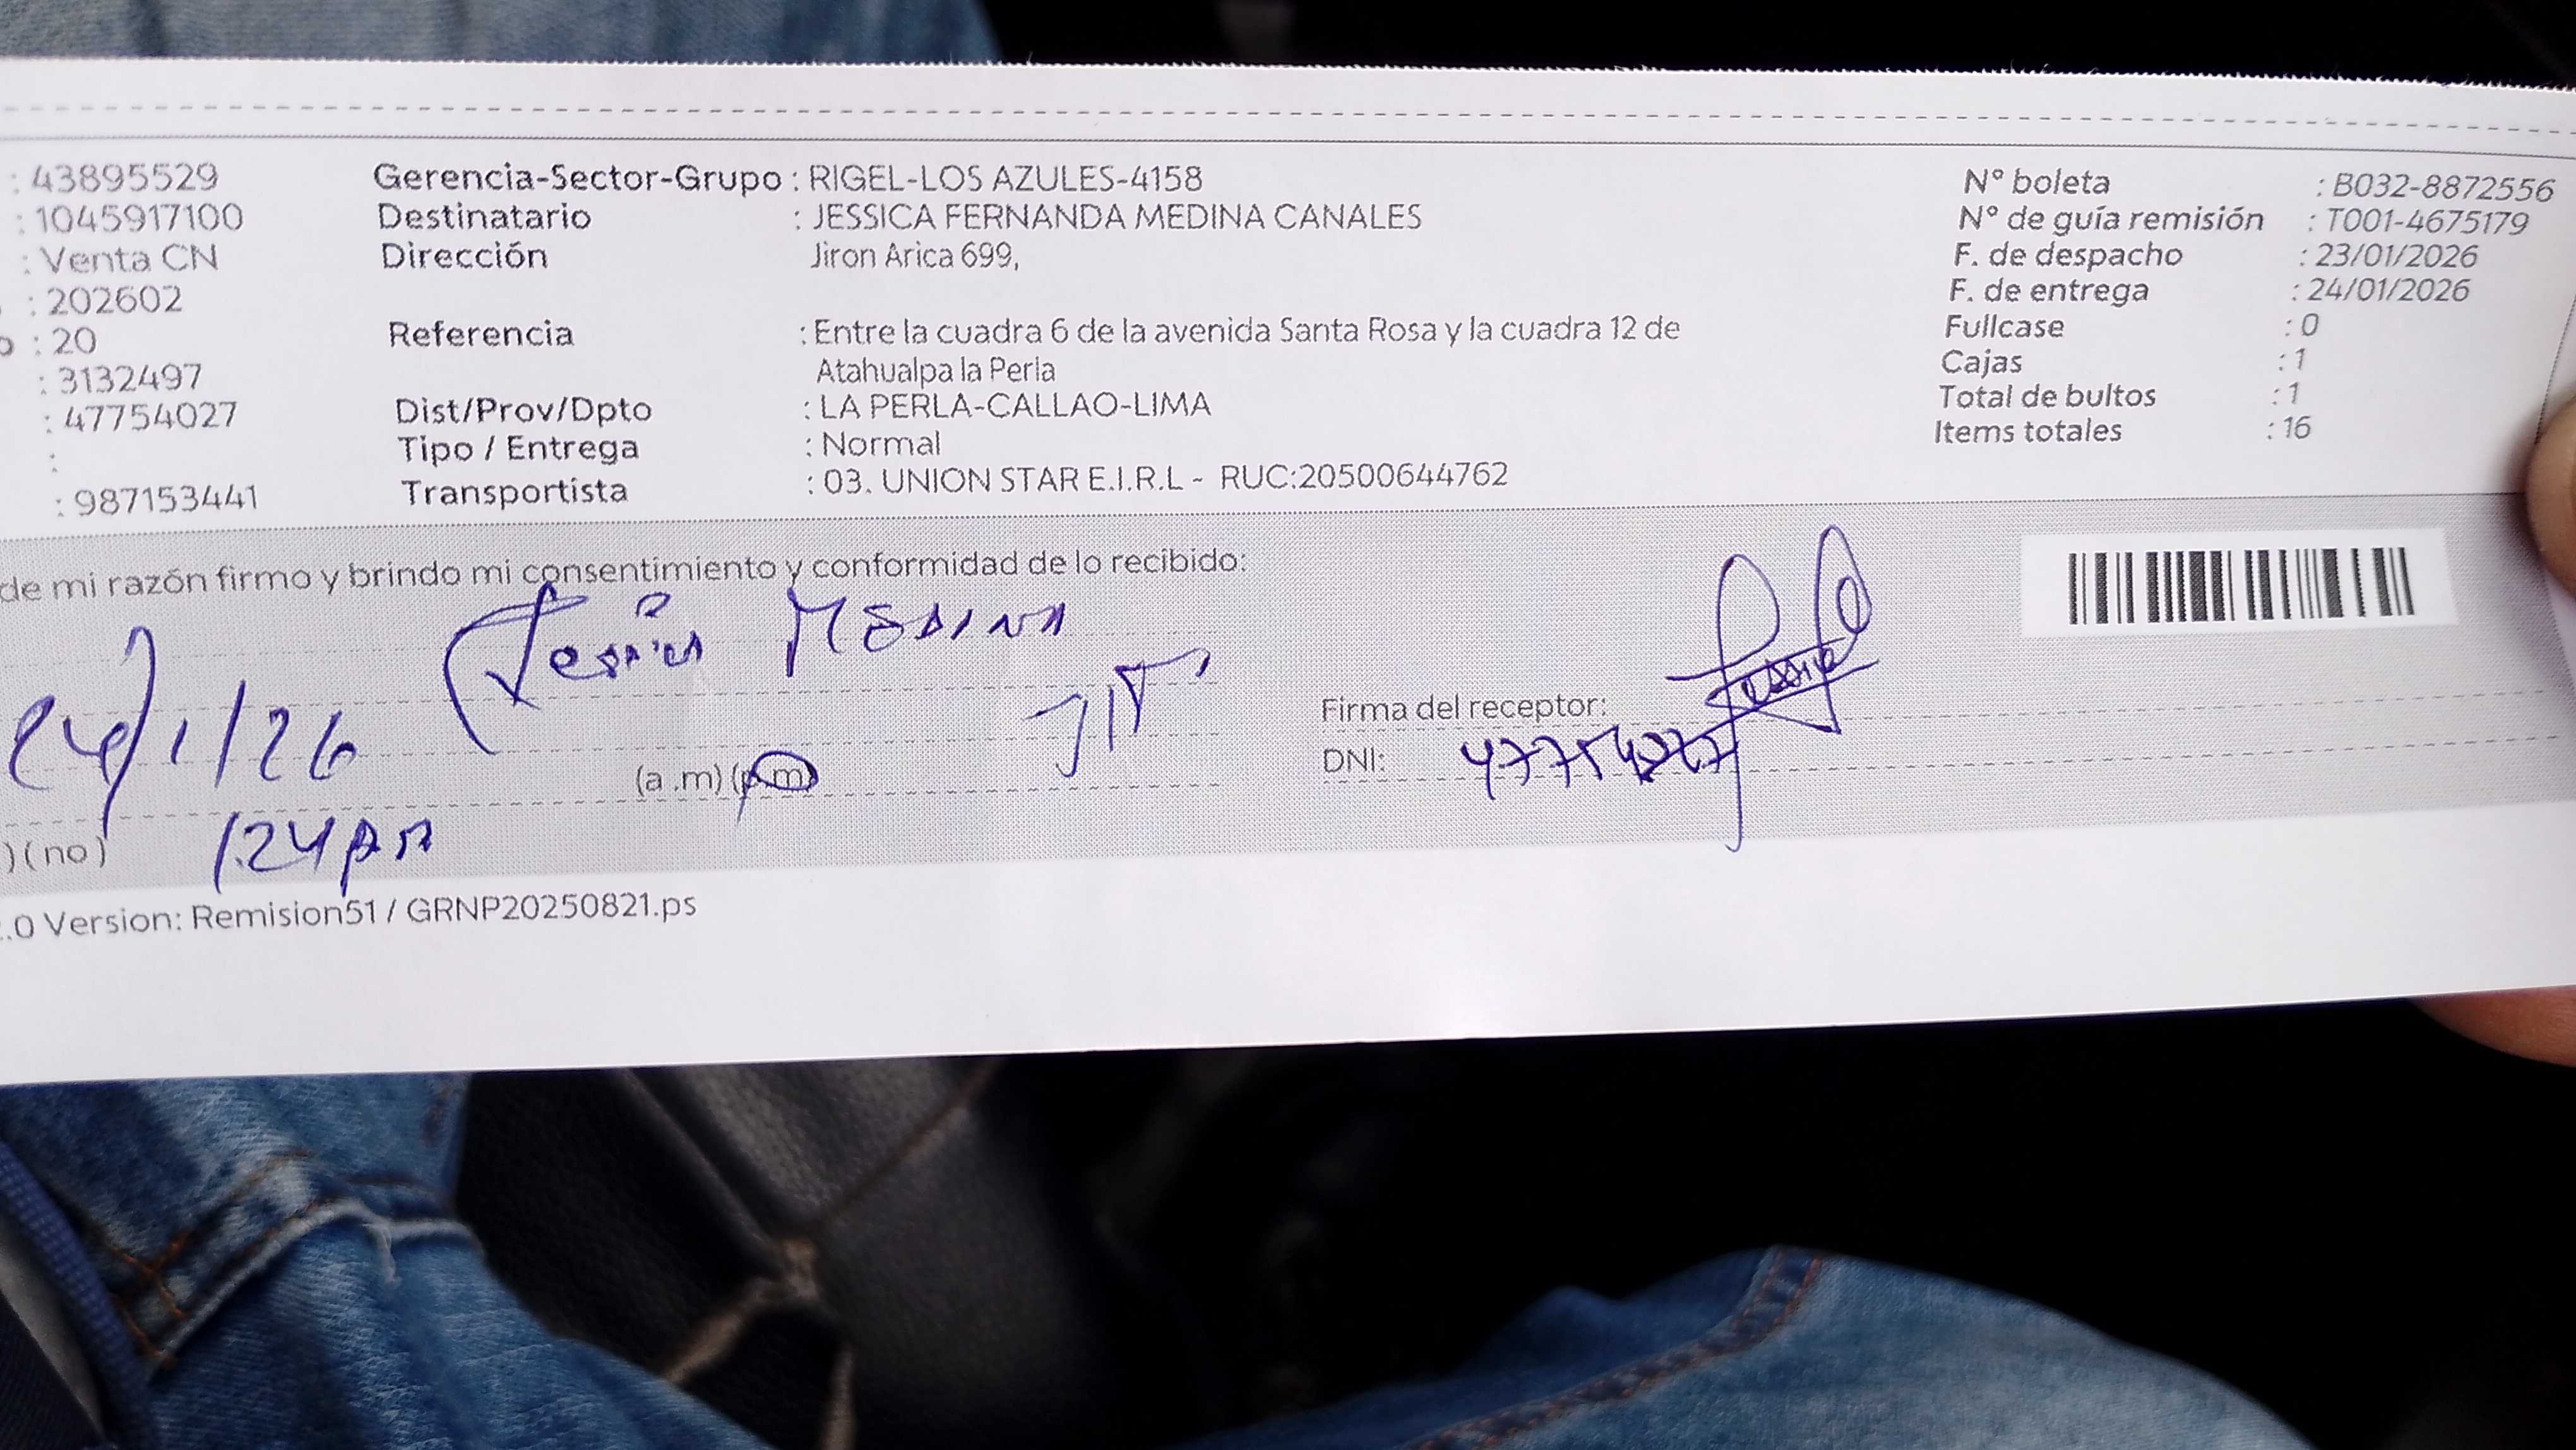 : 43895529
: 1045917100
: Venta CN
: 202602
o : 20
: 3132497
: 47754027
:
: 987153441
Gerencia-Sector-Grupo : RIGEL-LOS AZULES-4158
Destinatario : JESSICA FERNANDA MEDINA CANALES
Dirección Jiron Arica 699,
Referencia : Entre la cuadra 6 de la avenida Santa Rosa y la cuadra 12 de
Atahualpa la Perla
Dist/Prov/Dpto : LA PERLA-CALLAO-LIMA
Tipo / Entrega : Normal
Transportista : 03. UNION STAR E.I.R.L - RUC:20500644762
N° boleta : B032-8872556
N° de guía remisión : T001-4675179
F. de despacho : 23/01/2026
F. de entrega : 24/01/2026
Fullcase : 0
Cajas : 1
Total de bultos : 1
Items totales : 16
de mi razón firmo y brindo mi consentimiento y conformidad de lo recibido:
Jessica MEDINA
24/1/26
(a .m) (p.m)
Firma del receptor: Jessica
DNI: 47754027
) (no) 1:24 pm
.0 Version: Remision51 / GRNP20250821.ps